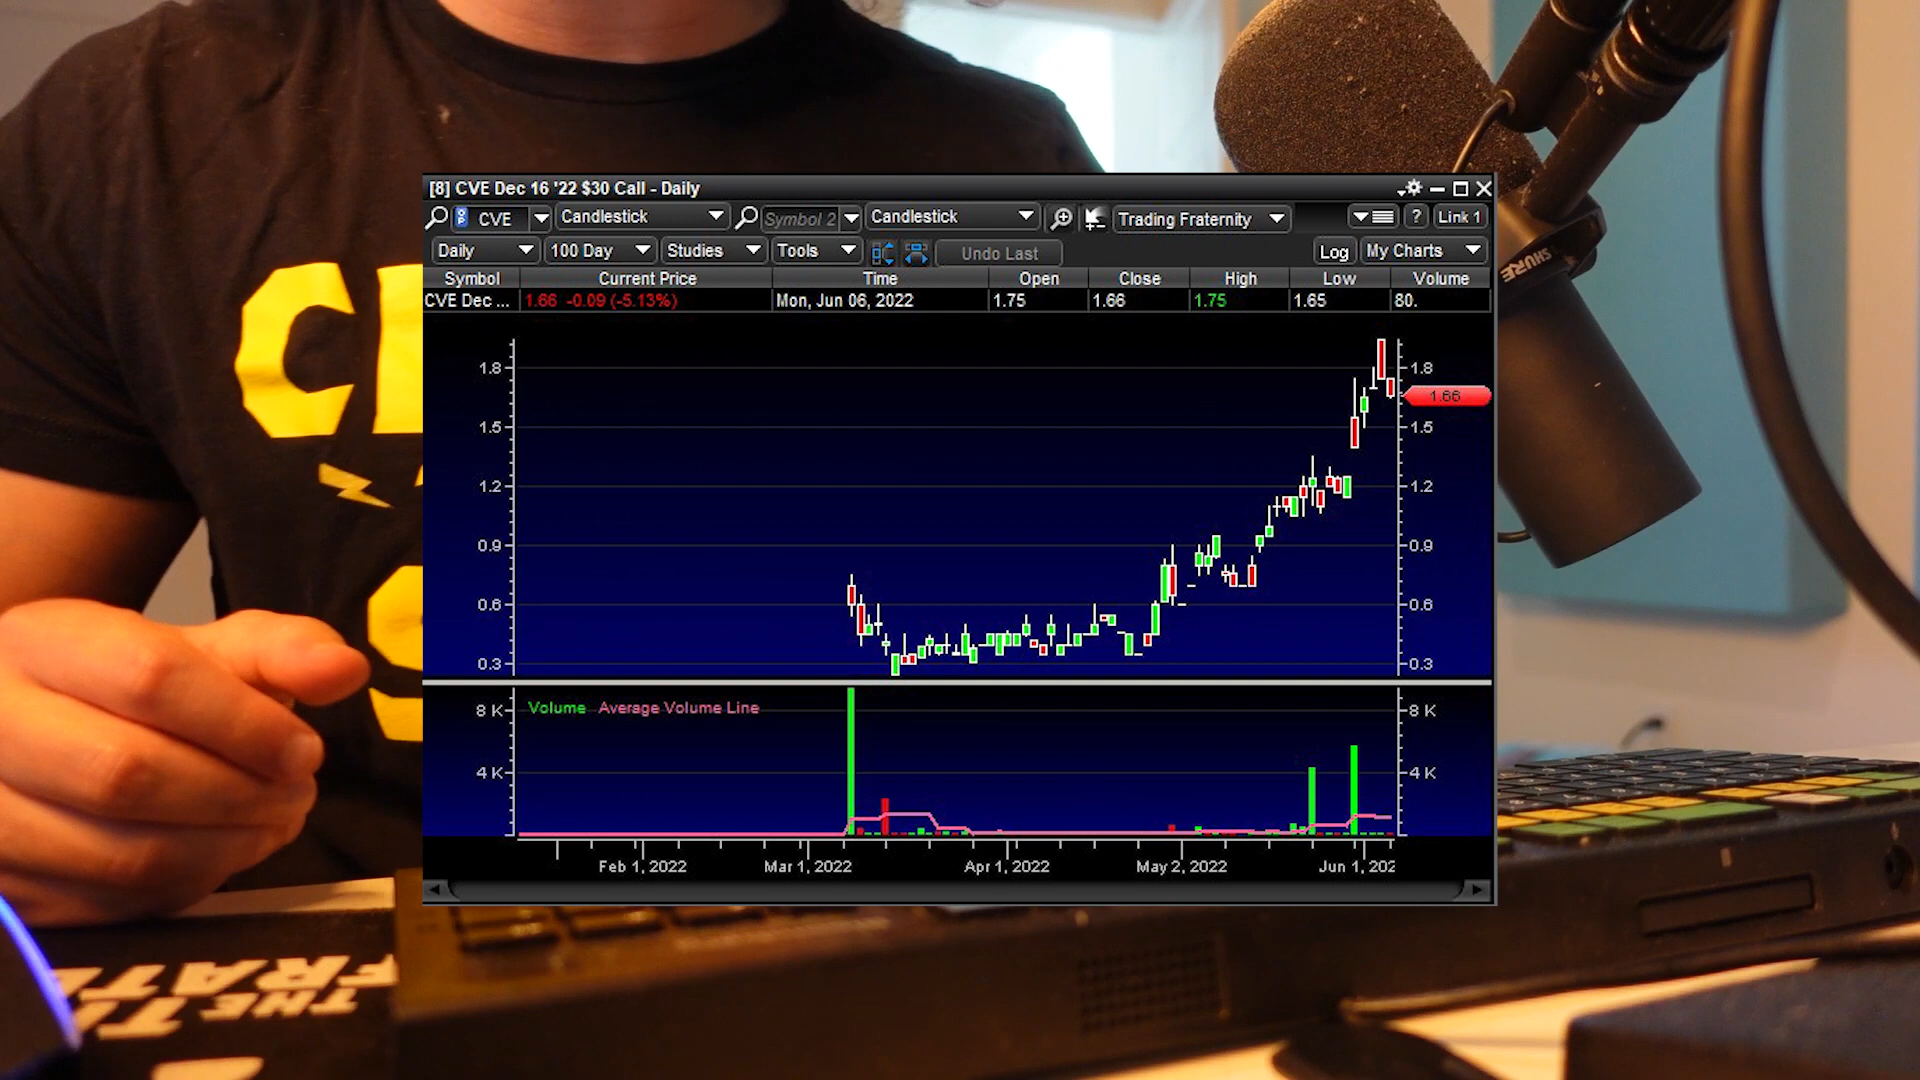 [8] CVE Dec 16 '22 $30 Call - Daily
CVE Candlestick Symbol 2 Candlestick Trading Fraternity ? Link 1
Daily 100 Day Studies Tools Undo Last Log My Charts
Symbol Current Price Time Open Close High Low Volume
CVE Dec ... 1.66 -0.09 (-5.13%) Mon, Jun 06, 2022 1.75 1.66 1.75 1.65 80.
1.8 1.8
1.66
1.5 1.5
1.2 1.2
0.9 0.9
0.6 0.6
0.3 0.3
Volume Average Volume Line
8 K 8 K
4 K 4 K
Feb 1, 2022 Mar 1, 2022 Apr 1, 2022 May 2, 2022 Jun 1, 202
SHURE
THE